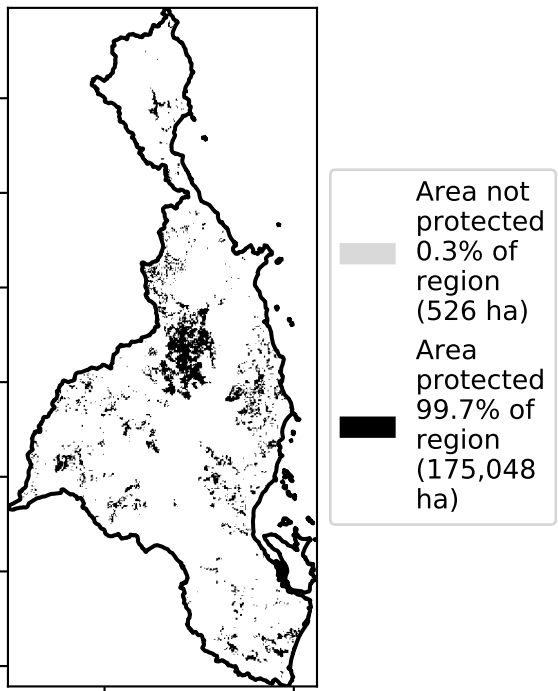 Area not
protected
0.3% of
region
(526 ha)
Area
protected
99.7% of
region
(175,048
ha)